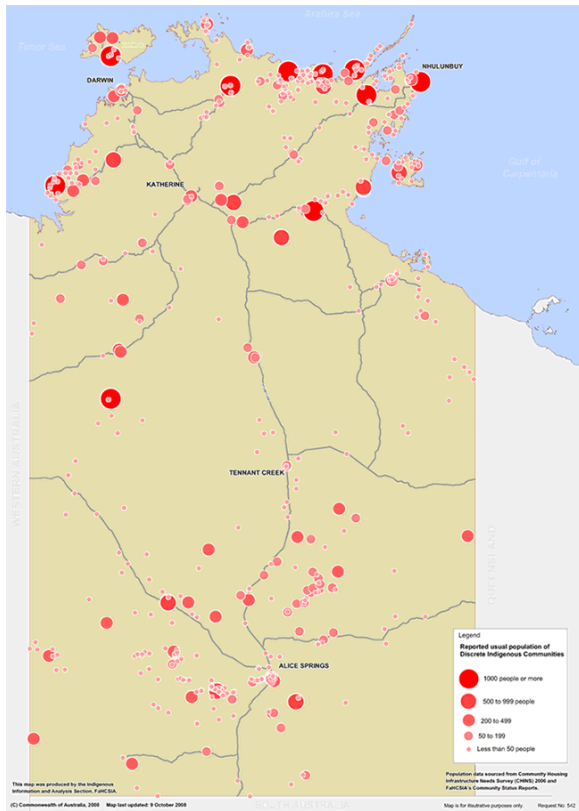 Arafura Sea
Timor Sea
DARWIN
NHULUNBUY
Gulf of
Carpentaria
KATHERINE
WESTERN AUSTRALIA
TENNANT CREEK
QUEENSLAND
ALICE SPRINGS
Legend
Reported usual population of
Discrete Indigenous Communities
1000 people or more
500 to 999 people
200 to 499
50 to 199
Less than 50 people
This map was produced by the Indigenous
Information and Analysis Section, FaHCSIA.
Population data sourced from Community Housing
Infrastructure Needs Survey (CHINS) 2006 and
FaHCSIA's Community Status Reports.
(C) Commonwealth of Australia, 2008 Map last updated: 9 October 2008
SOUTH AUSTRALIA
Map is for illustrative purposes only. Request No: 542